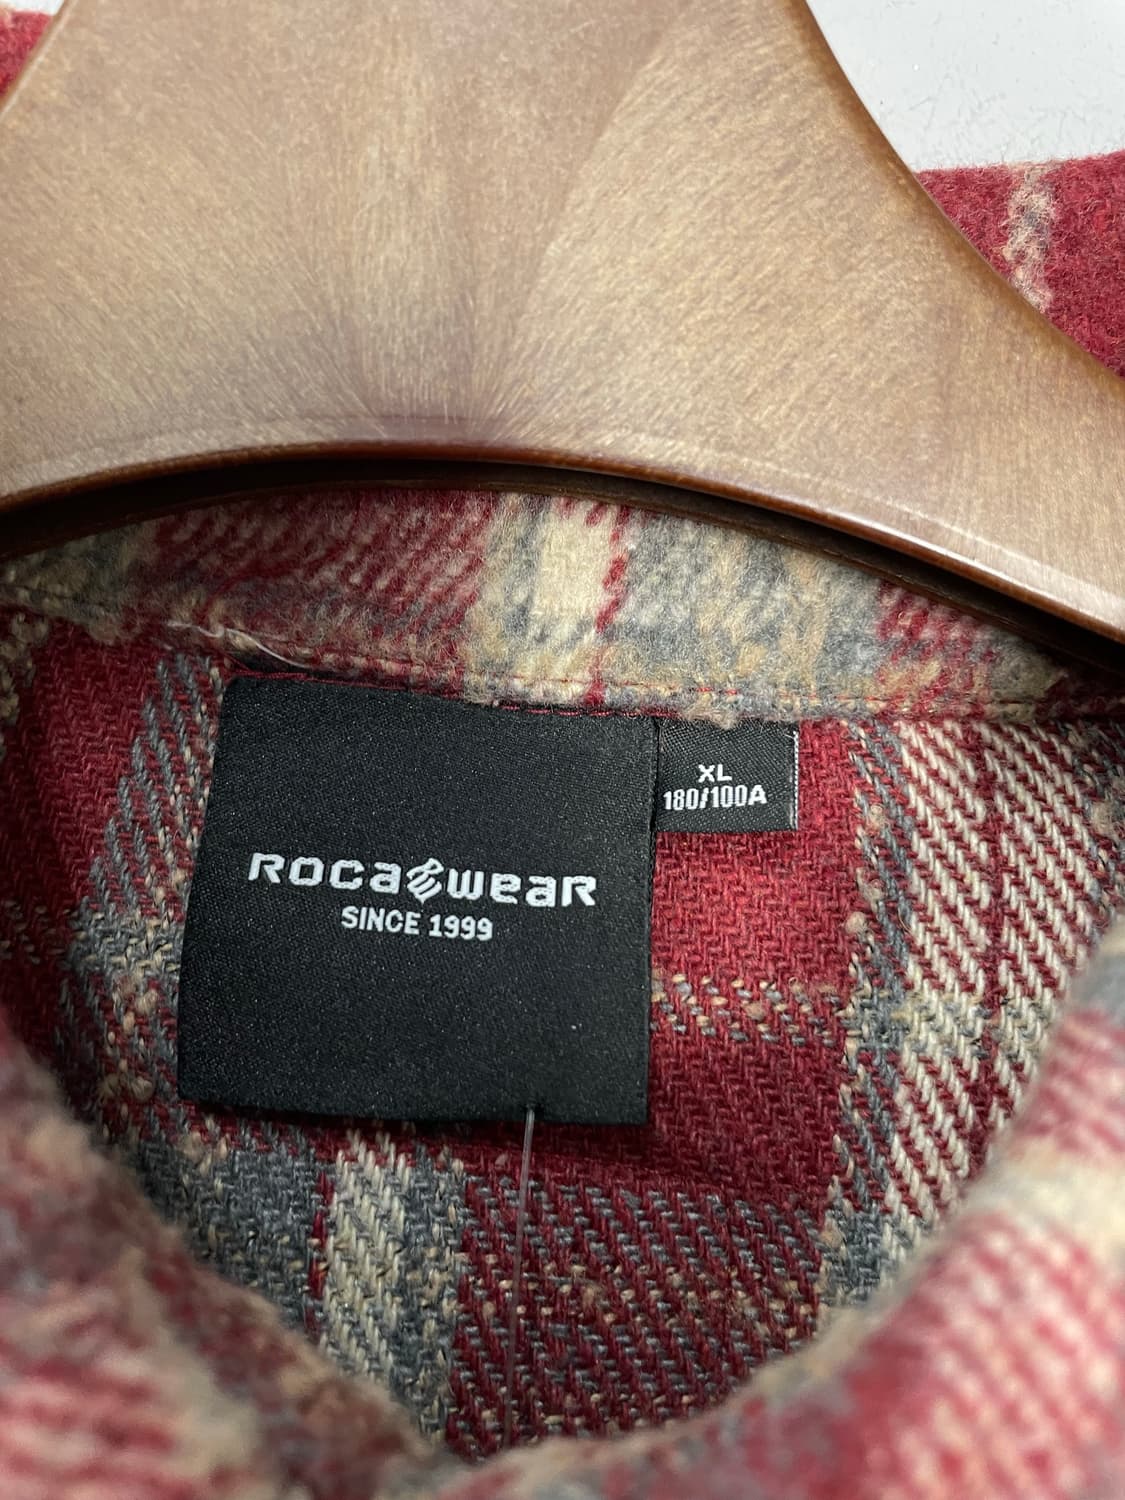 XL
180/100A
ROCAWEAR
SINCE 1999